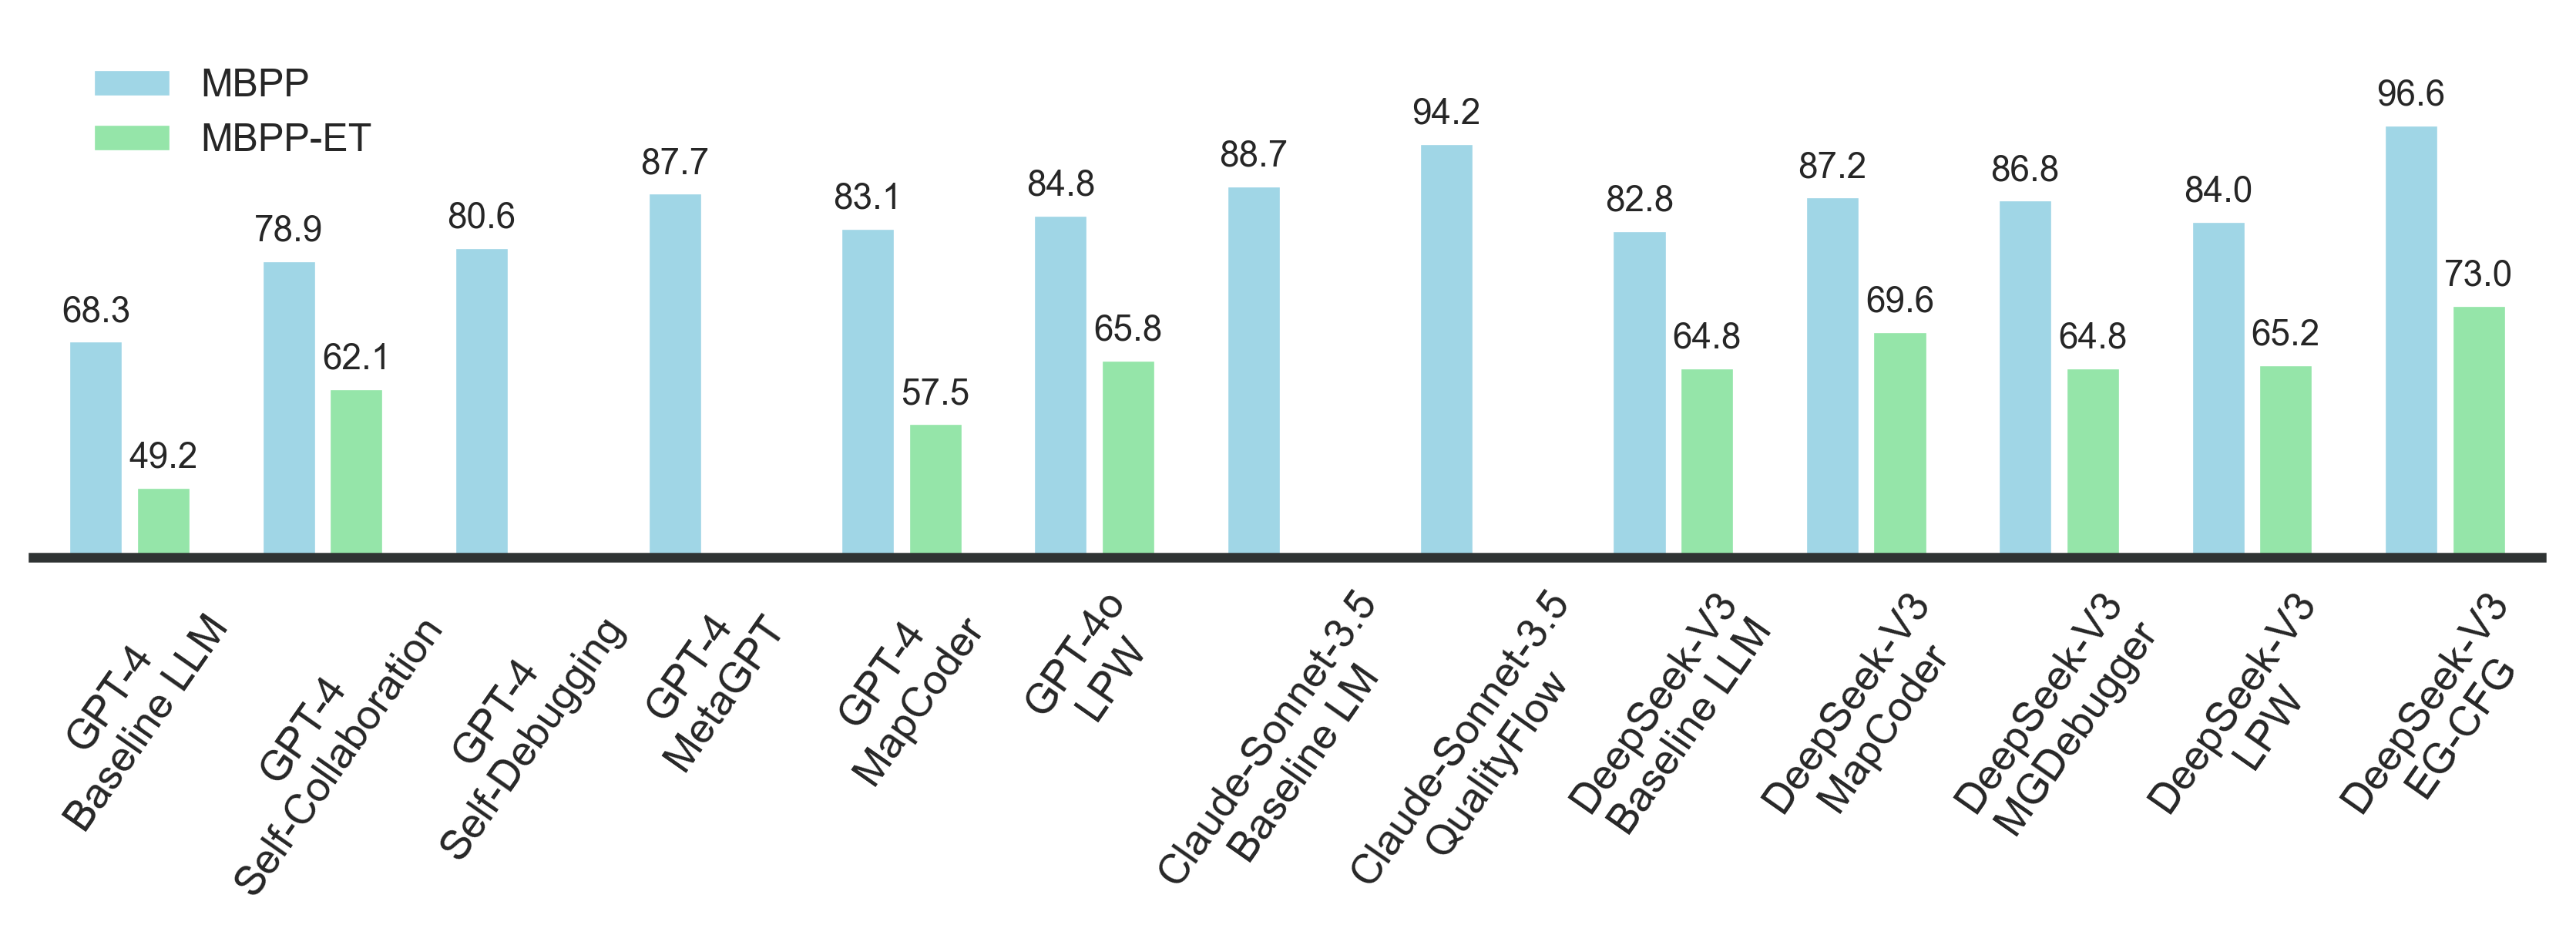 MBPP
MBPP-ET
68.3
49.2
78.9
62.1
80.6
87.7
83.1
57.5
84.8
65.8
88.7
94.2
82.8
64.8
87.2
69.6
86.8
64.8
84.0
65.2
96.6
73.0
GPT-4
Baseline LLM
GPT-4
Self-Collaboration
GPT-4
Self-Debugging
GPT-4
MetaGPT
GPT-4
MapCoder
GPT-4o
LPW
Claude-Sonnet-3.5
Baseline LM
Claude-Sonnet-3.5
QualityFlow
DeepSeek-V3
Baseline LLM
DeepSeek-V3
MapCoder
DeepSeek-V3
MGDebugger
DeepSeek-V3
LPW
DeepSeek-V3
EG-CFG